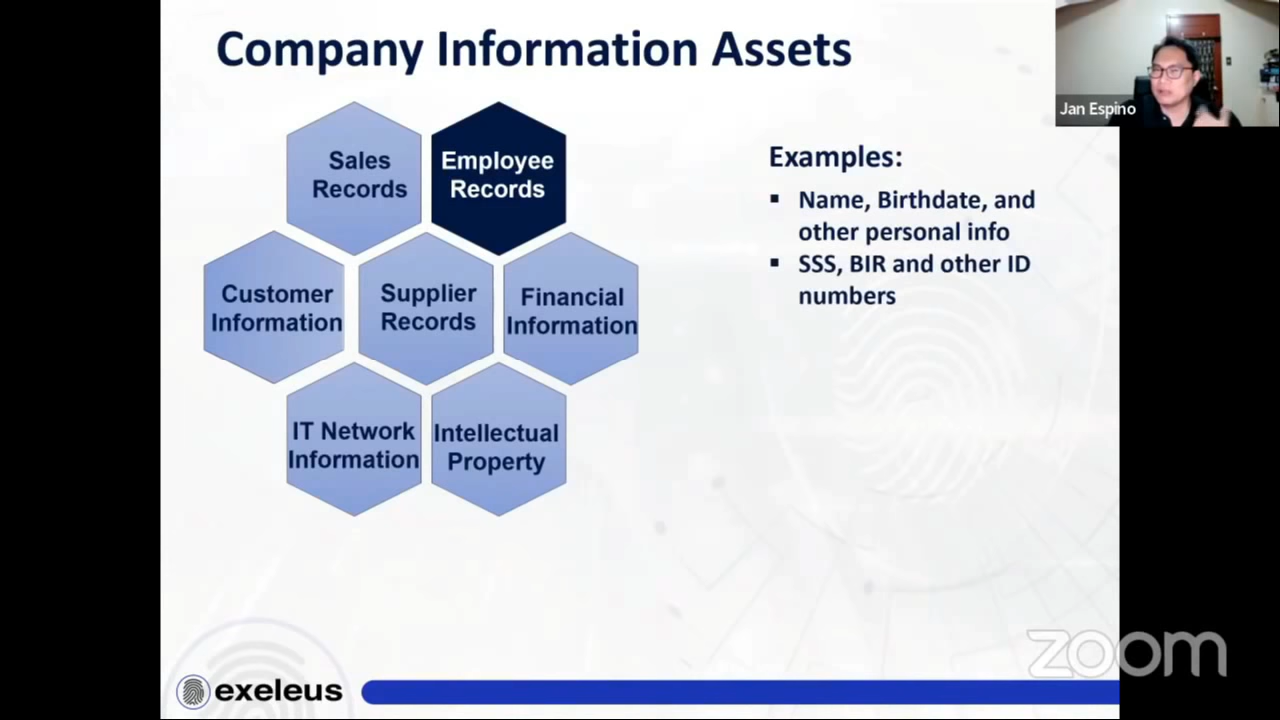 Company Information Assets
Jan Espino
Sales
Records
Employee
Records
Customer
Information
Supplier
Records
Financial
Information
IT Network
Information
Intellectual
Property
Examples:
▪ Name, Birthdate, and
other personal info
▪ SSS, BIR and other ID
numbers
exeleus
zoom